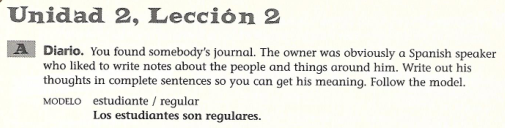 Unidad 2, Lección 2
A Diario. You found somebody's journal. The owner was obviously a Spanish speaker
who liked to write notes about the people and things around him. Write out his
thoughts in complete sentences so you can get his meaning. Follow the model.
MODELO estudiante / regular
Los estudiantes son regulares.